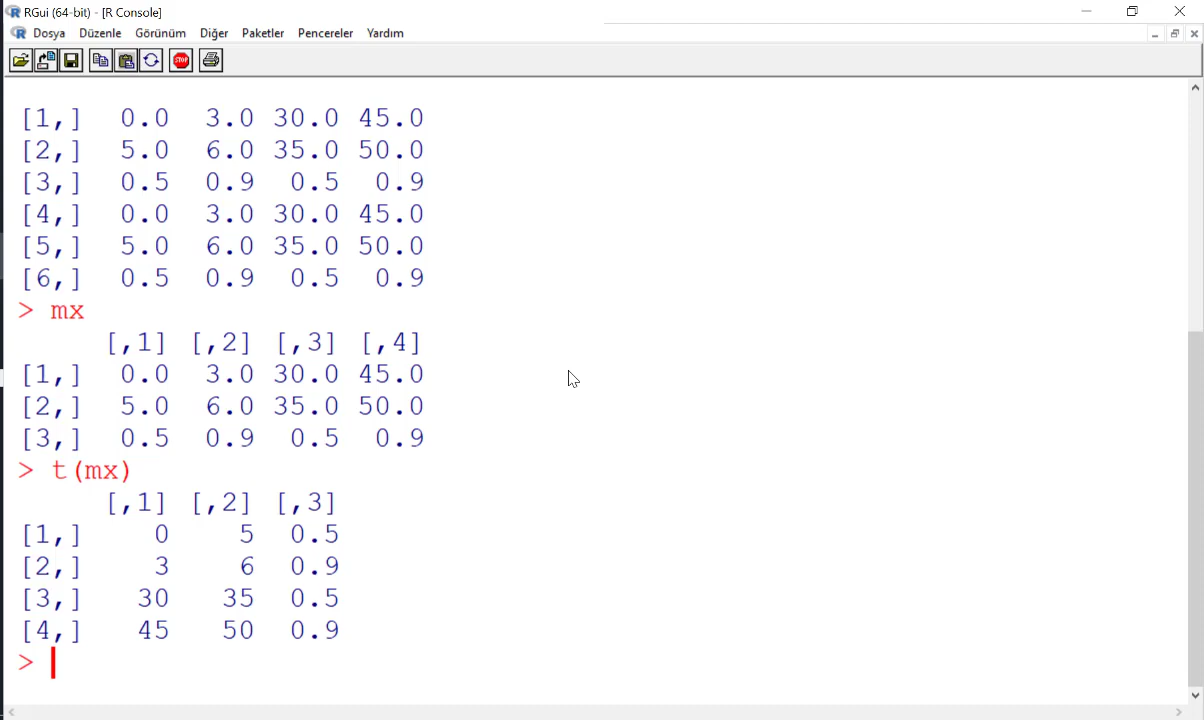 RGui (64-bit) - [R Console]
Dosya Düzenle Görünüm Diğer Paketler Pencereler Yardım
STOP
[1,] 0.0 3.0 30.0 45.0
[2,] 5.0 6.0 35.0 50.0
[3,] 0.5 0.9 0.5 0.9
[4,] 0.0 3.0 30.0 45.0
[5,] 5.0 6.0 35.0 50.0
[6,] 0.5 0.9 0.5 0.9
> mx
[,1] [,2] [,3] [,4]
[1,] 0.0 3.0 30.0 45.0
[2,] 5.0 6.0 35.0 50.0
[3,] 0.5 0.9 0.5 0.9
> t(mx)
[,1] [,2] [,3]
[1,] 0 5 0.5
[2,] 3 6 0.9
[3,] 30 35 0.5
[4,] 45 50 0.9
>